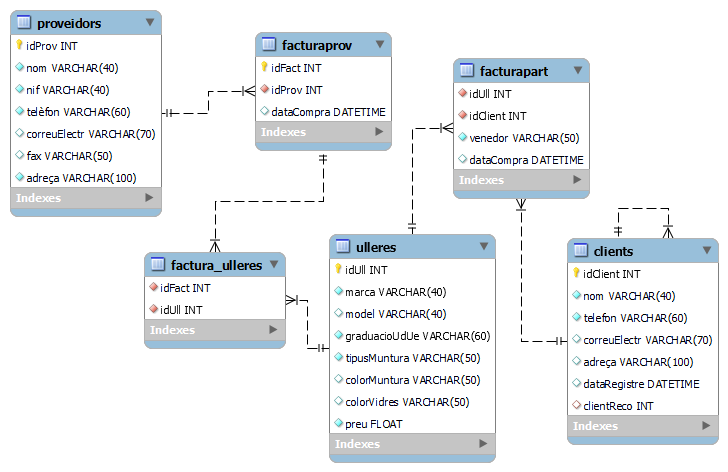 proveidors
idProv INT
nom VARCHAR(40)
nif VARCHAR(40)
telèfon VARCHAR(60)
correuElectr VARCHAR(70)
fax VARCHAR(50)
adreça VARCHAR(100)
Indexes
facturaprov
idFact INT
idProv INT
dataCompra DATETIME
Indexes
facturapart
idUll INT
idClient INT
venedor VARCHAR(50)
dataCompra DATETIME
Indexes
factura_ulleres
idFact INT
idUll INT
Indexes
ulleres
idUll INT
marca VARCHAR(40)
model VARCHAR(40)
graduacioUdUe VARCHAR(60)
tipusMuntura VARCHAR(50)
colorMuntura VARCHAR(50)
colorVidres VARCHAR(50)
preu FLOAT
Indexes
clients
idClient INT
nom VARCHAR(40)
telefon VARCHAR(60)
correuElectr VARCHAR(70)
adreça VARCHAR(100)
dataRegistre DATETIME
clientReco INT
Indexes